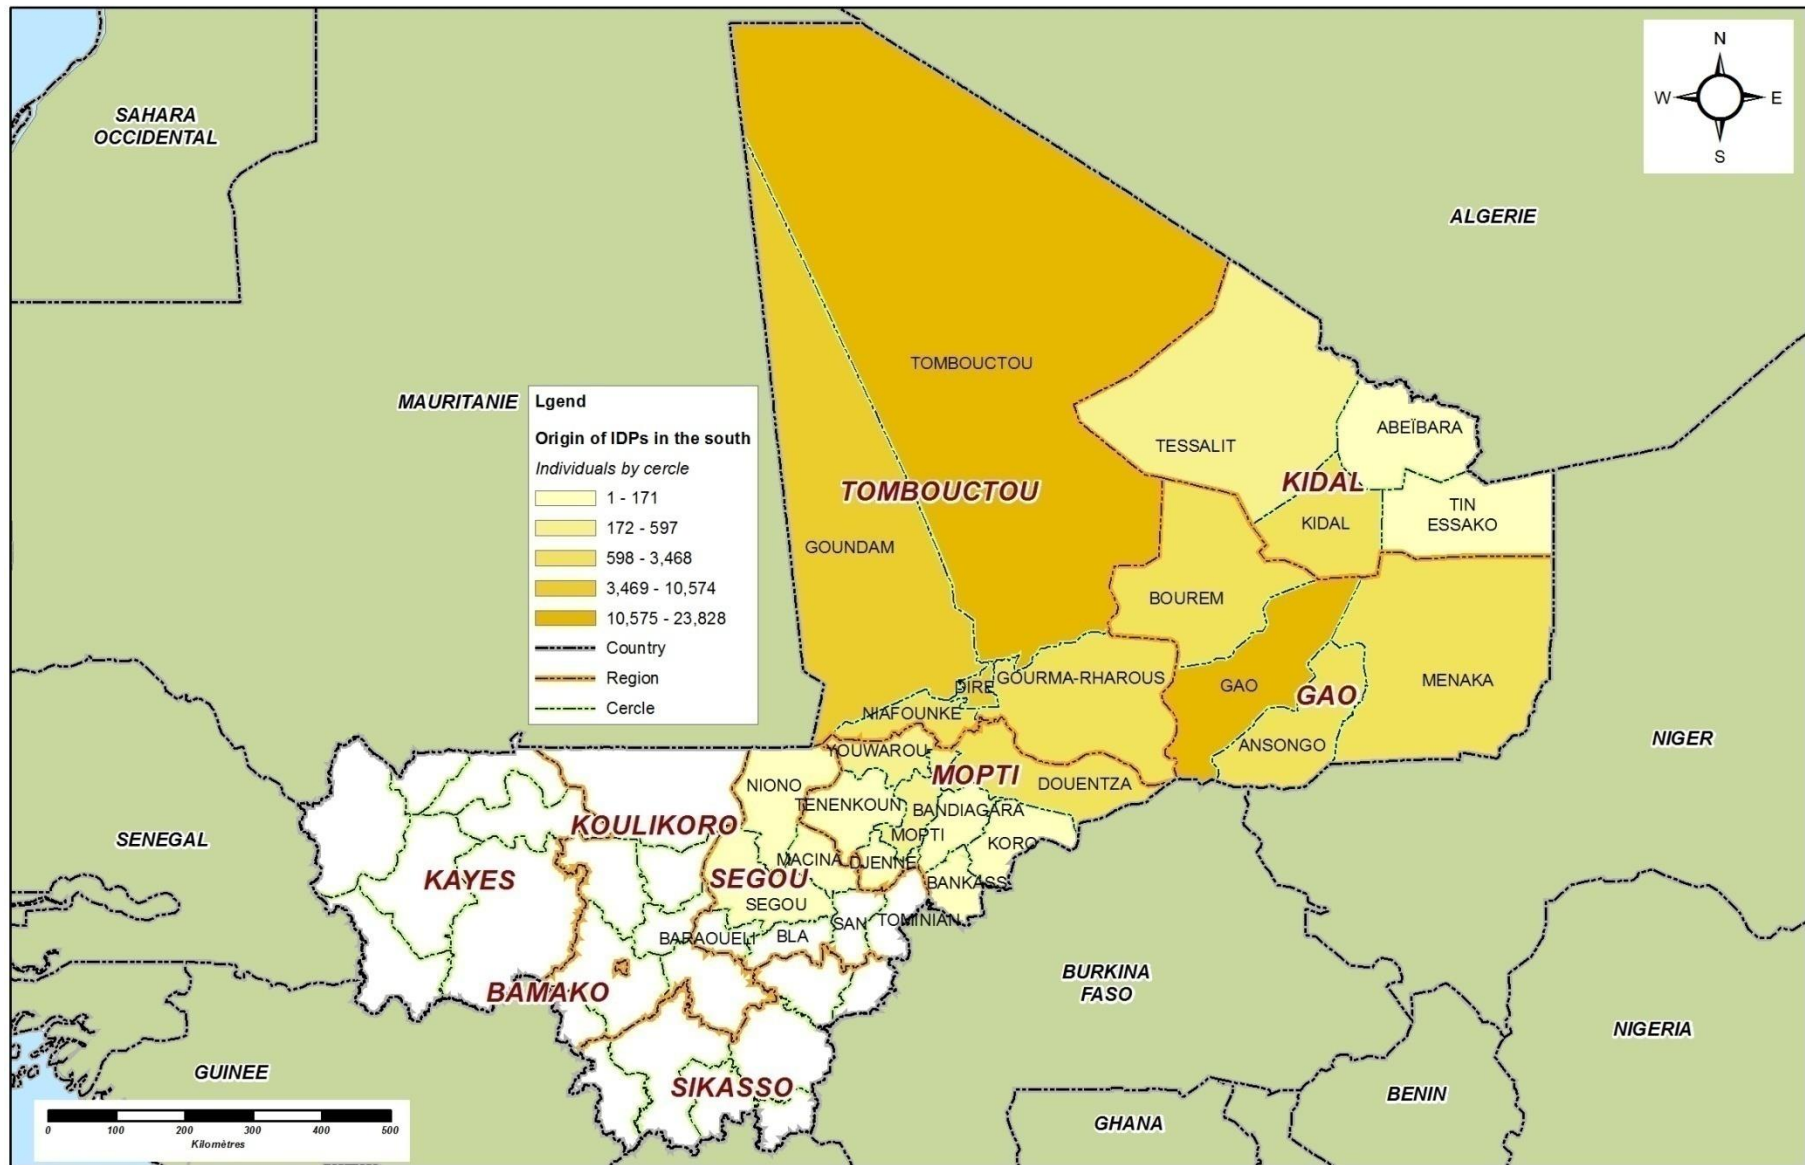 N
W E
S
SAHARA
OCCIDENTAL
ALGERIE
MAURITANIE
TOMBOUCTOU
TESSALIT
ABEÏBARA
KIDAL
TOMBOUCTOU
TIN
ESSAKO
KIDAL
GOUNDAM
BOUREM
Lgend
Origin of IDPs in the south
Individuals by cercle
1 - 171
172 - 597
598 - 3,468
3,469 - 10,574
10,575 - 23,828
Country
Region
Cercle
DIRE
GOURMA-RHAROUS
GAO
GAO
MENAKA
NIAFOUNKE
ANSONGO
NIGER
YOUWAROU
MOPTI
DOUENTZA
NIONO
TENENKOUN
BANDIAGARA
KOULIKORO
MOPTI
KORO
SENEGAL
MACINA
DJENNE
KAYES
SEGOU
BANKASS
SEGOU
SAN
TOMINIAN
BARAOUELI
BLA
BAMAKO
BURKINA
FASO
NIGERIA
GUINEE
SIKASSO
BENIN
GHANA
0 100 200 300 400 500
Kilomètres